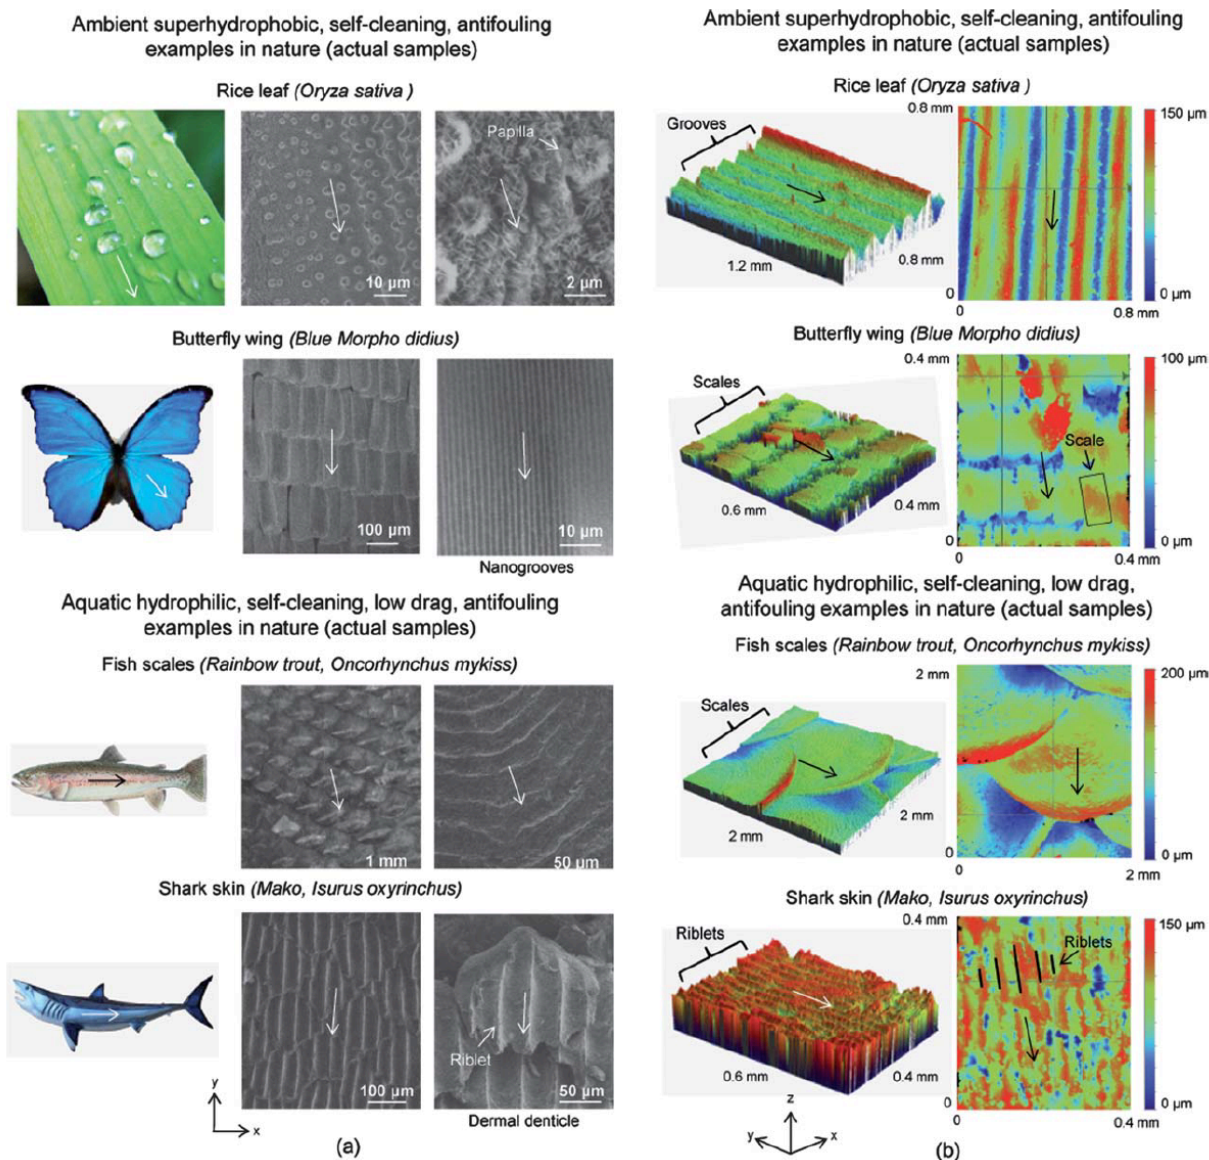 Ambient superhydrophobic, self-cleaning, antifouling
examples in nature (actual samples)
Rice leaf (Oryza sativa )
Papilla
10 µm
2 µm
Butterfly wing (Blue Morpho didius)
100 µm
10 µm
Nanogrooves
Aquatic hydrophilic, self-cleaning, low drag, antifouling
examples in nature (actual samples)
Fish scales (Rainbow trout, Oncorhynchus mykiss)
1 mm
50 µm
Shark skin (Mako, Isurus oxyrinchus)
Riblet
100 µm
50 µm
Dermal denticle
y
x
(a)
Ambient superhydrophobic, self-cleaning, antifouling
examples in nature (actual samples)
Rice leaf (Oryza sativa )
0.8 mm
150 µm
Grooves
1.2 mm
0.8 mm
0
0 µm
0
0.8 mm
Butterfly wing (Blue Morpho didius)
0.4 mm
100 µm
Scales
Scale
0.6 mm
0.4 mm
0
0 µm
0
0.4 mm
Aquatic hydrophilic, self-cleaning, low drag,
antifouling examples in nature (actual samples)
Fish scales (Rainbow trout, Oncorhynchus mykiss)
2 mm
200 µm
Scales
2 mm
2 mm
0
0 µm
0
2 mm
Shark skin (Mako, Isurus oxyrinchus)
0.4 mm
150 µm
Riblets
Riblets
0.6 mm
0.4 mm
0
0 µm
0
0.4 mm
z
y
x
(b)